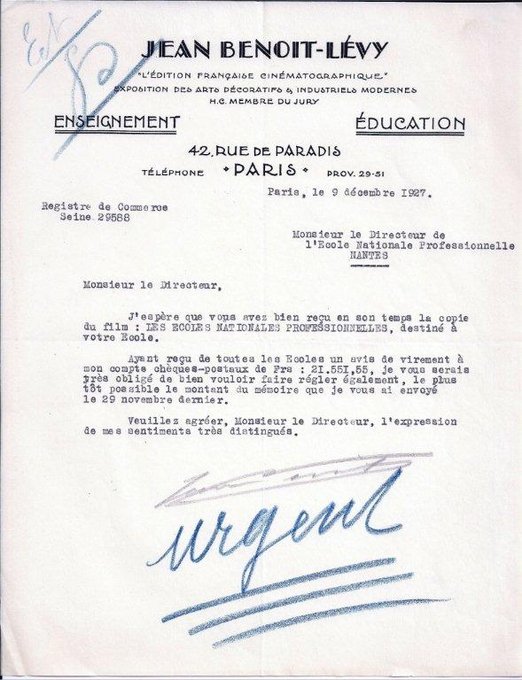 JEAN BENOIT-LÉVY
"L'ÉDITION FRANÇAISE CINÉMATOGRAPHIQUE"
EXPOSITION DES ARTS DÉCORATIFS & INDUSTRIELS MODERNES
H.C. MEMBRE DU JURY
ENSEIGNEMENT ÉDUCATION
42, RUE DE PARADIS
TÉLÉPHONE • PARIS • PROV. 29-51
Paris, le 9 décembre 1927.
Registre de Commerce
Seine 29588
Monsieur le Directeur de
l'Ecole Nationale Professionnelle
NANTES
Monsieur le Directeur,
J'espère que vous avez bien reçu en son temps la copie
du film : LES ECOLES NATIONALES PROFESSIONNELLES, destiné à
votre Ecole.
Ayant reçu de toutes les Ecoles un avis de virement à
mon compte chèques-postaux de Frs : 21.551,55, je vous serais
très obligé de bien vouloir faire régler également, le plus
tôt possible le montant du mémoire que je vous ai envoyé
le 29 novembre dernier.
Veuillez agréer, Monsieur le Directeur, l'expression
de mes sentiments très distingués.
urgent